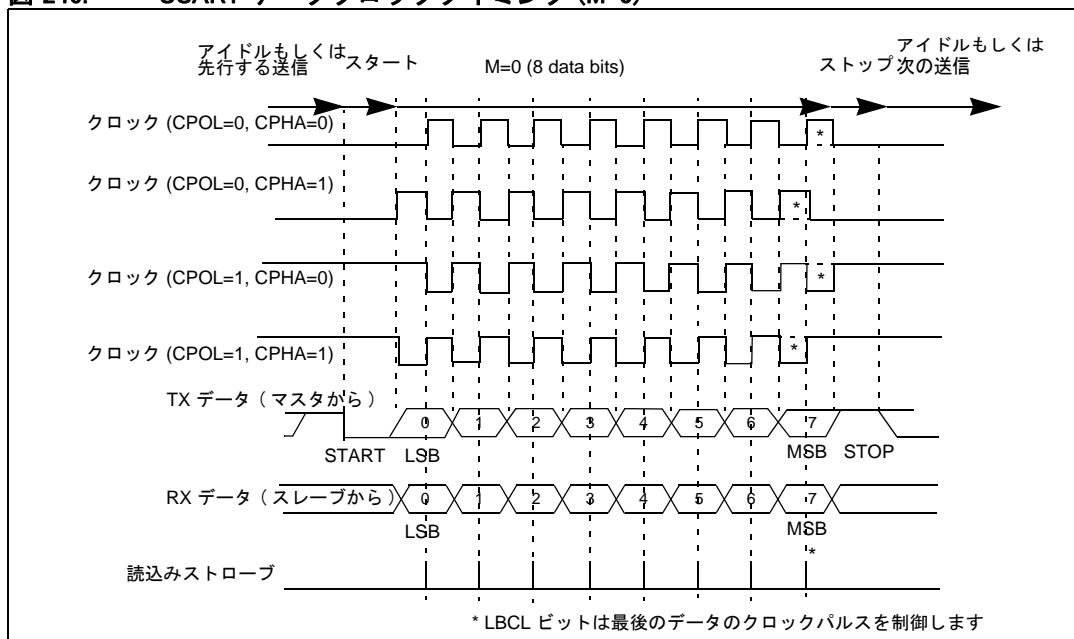 アイドルもしくは
先行する送信
スタート
M=0 (8 data bits)
ストップ
アイドルもしくは
次の送信
クロック (CPOL=0, CPHA=0)
*
クロック (CPOL=0, CPHA=1)
*
クロック (CPOL=1, CPHA=0)
*
クロック (CPOL=1, CPHA=1)
*
TX データ ( マスタから )
0 1 2 3 4 5 6 7
START LSB MSB STOP
RX データ ( スレーブから )
0 1 2 3 4 5 6 7
LSB MSB
*
読込みストローブ
* LBCL ビットは最後のデータのクロックパルスを制御します